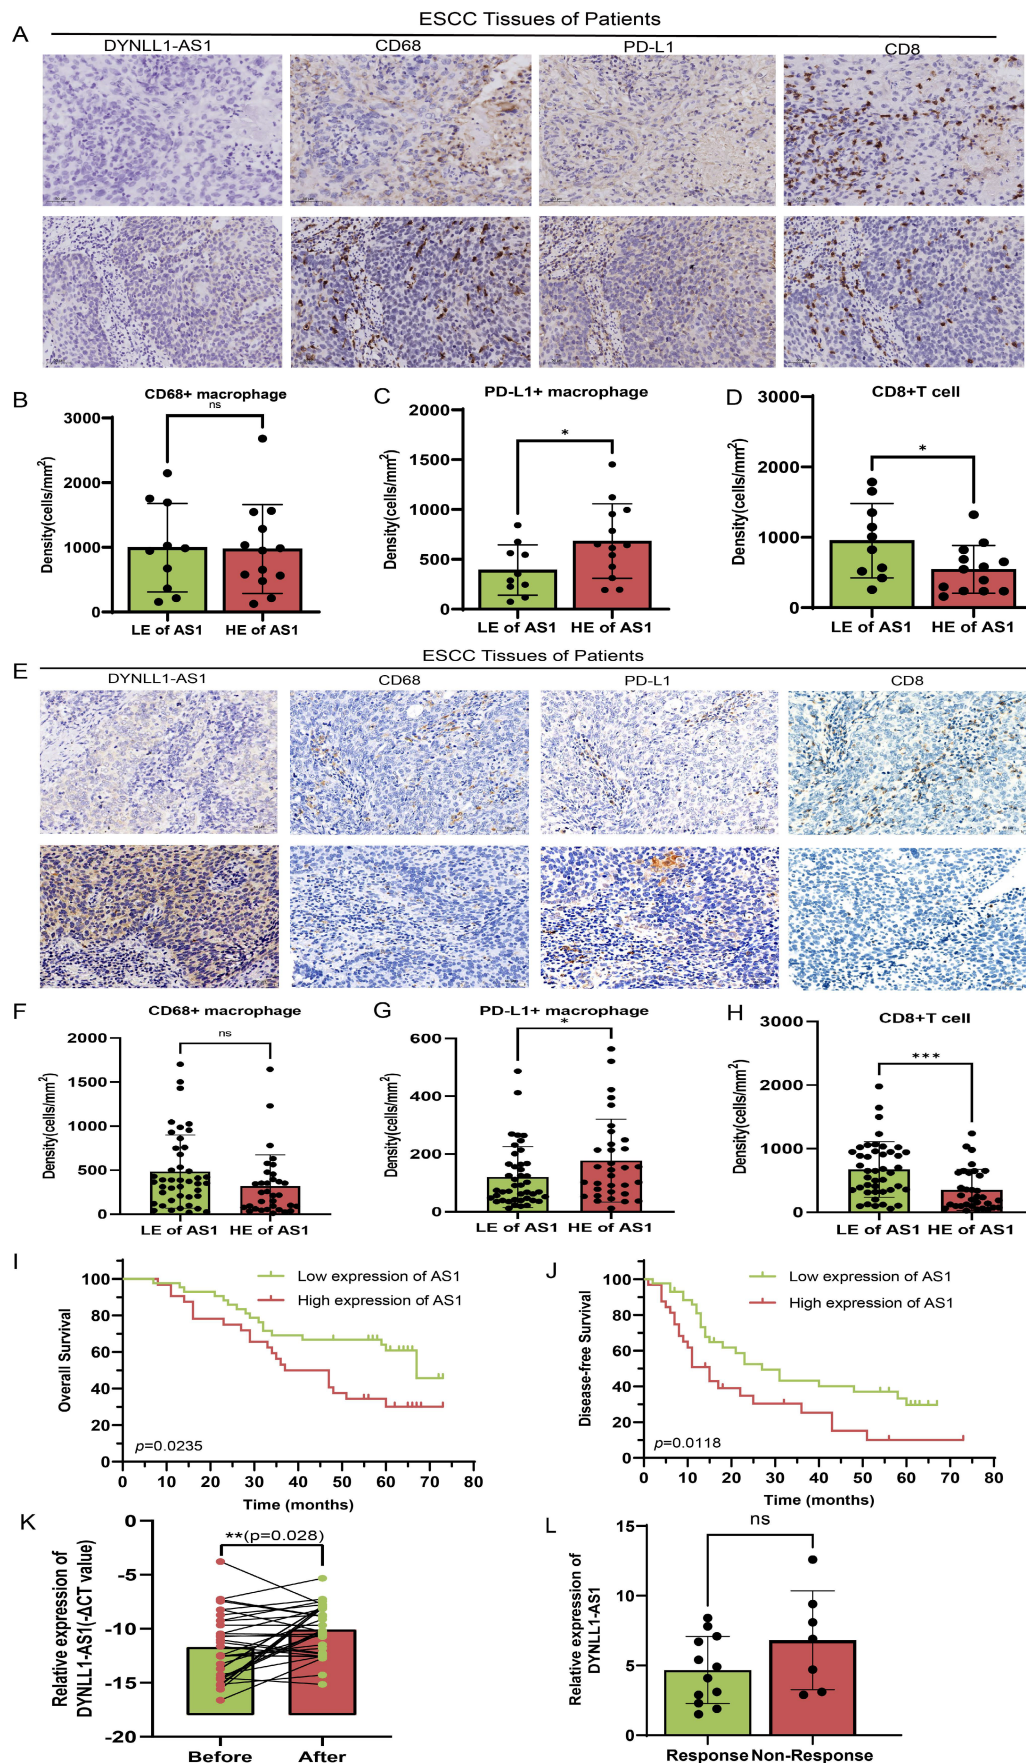 A
ESCC Tissues of Patients
DYNLL1-AS1 CD68 PD-L1 CD8
B
CD68+ macrophage
ns
Density(cells/mm²)
3000
2000
1000
0
LE of AS1 HE of AS1
C
PD-L1+ macrophage
*
Density(cells/mm²)
2000
1500
1000
500
0
LE of AS1 HE of AS1
D
CD8+T cell
*
Density(cells/mm²)
3000
2000
1000
0
LE of AS1 HE of AS1
E
ESCC Tissues of Patients
DYNLL1-AS1 CD68 PD-L1 CD8
F
CD68+ macrophage
ns
Density(cells/mm²)
2000
1500
1000
500
0
LE of AS1 HE of AS1
G
PD-L1+ macrophage
*
Density(cells/mm²)
600
400
200
0
LE of AS1 HE of AS1
H
CD8+T cell
***
Density(cells/mm²)
3000
2000
1000
0
LE of AS1 HE of AS1
I
Low expression of AS1
High expression of AS1
Overall Survival
100
80
60
40
20
0
p=0.0235
0 10 20 30 40 50 60 70 80
Time (months)
J
Low expression of AS1
High expression of AS1
Disease-free Survival
100
80
60
40
20
0
p=0.0118
0 10 20 30 40 50 60 70 80
Time (months)
K
**(p=0.028)
Relative expression of
DYNLL1-AS1(-ΔCT value)
0
-5
-10
-15
-20
Before After
L
ns
Relative expression of
DYNLL1-AS1
15
10
5
0
Response Non-Response